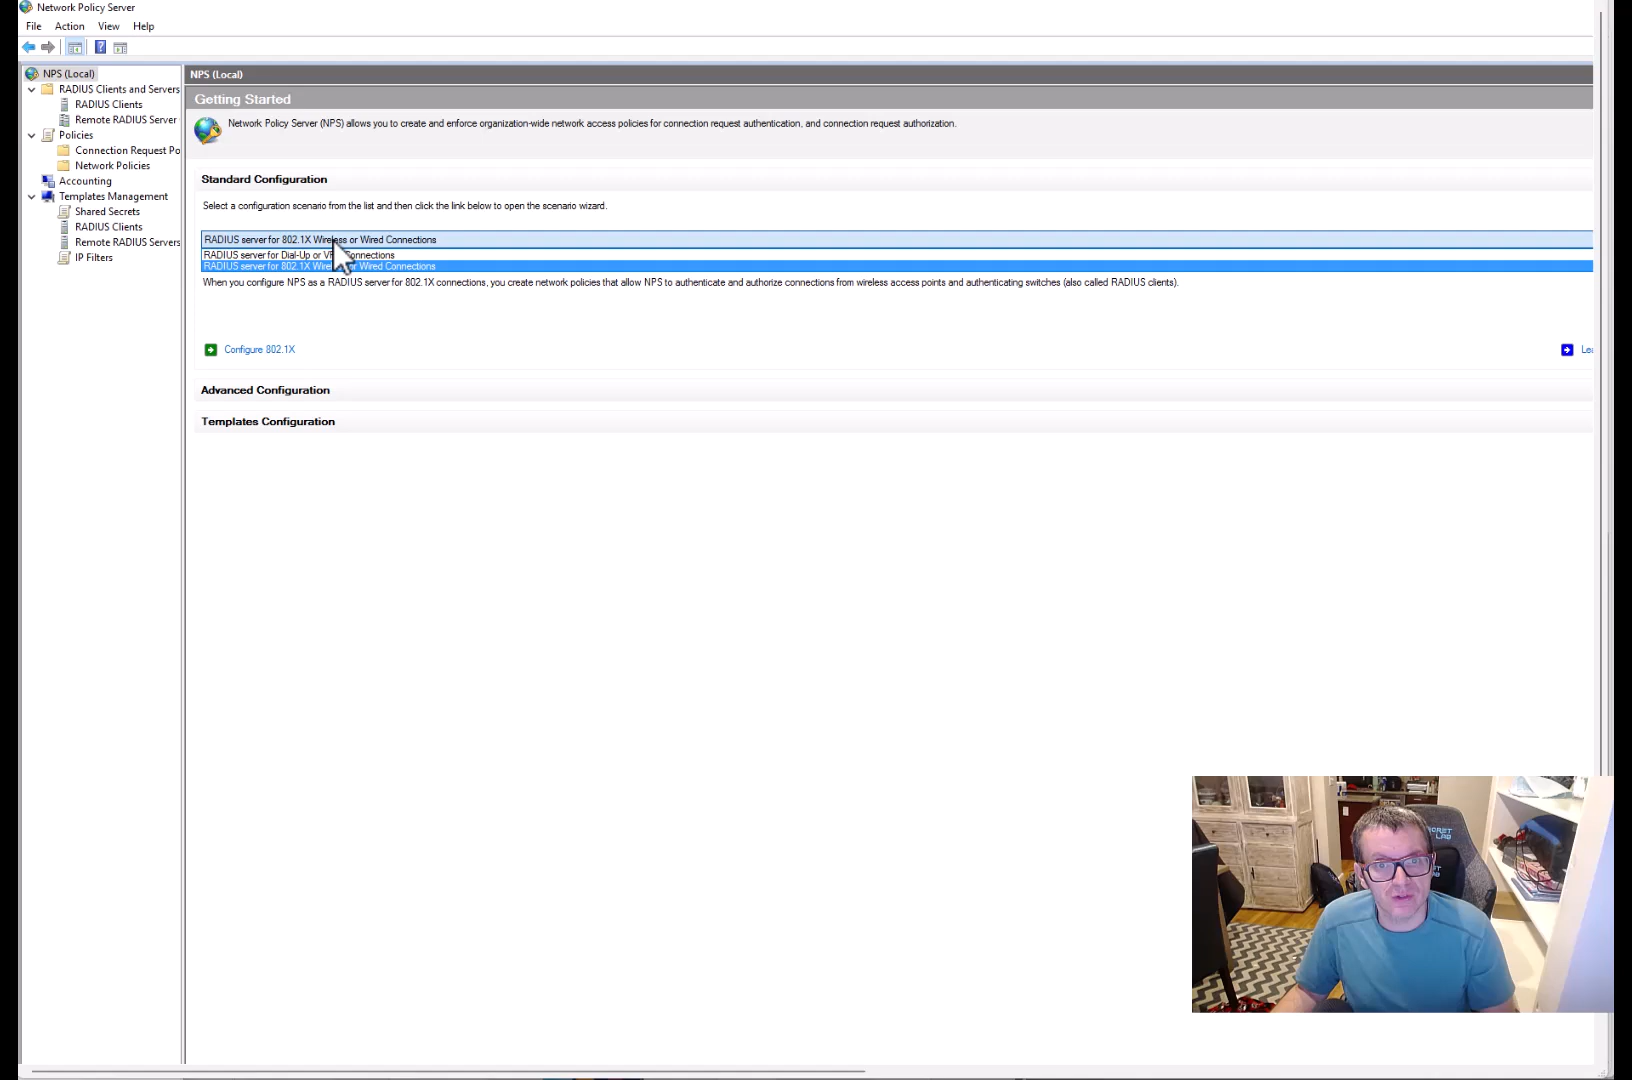 Network Policy Server
File Action View Help
NPS (Local)
RADIUS Clients and Servers
RADIUS Clients
Remote RADIUS Server
Policies
Connection Request Po
Network Policies
Accounting
Templates Management
Shared Secrets
RADIUS Clients
Remote RADIUS Servers
IP Filters
NPS (Local)
Getting Started
Network Policy Server (NPS) allows you to create and enforce organization-wide network access policies for connection request authentication, and connection request authorization.
Standard Configuration
Select a configuration scenario from the list and then click the link below to open the scenario wizard.
RADIUS server for 802.1X Wireless or Wired Connections
RADIUS server for Dial-Up or VP onnections
RADIUS server for 802.1X Wire or Wired Connections
When you configure NPS as a RADIUS server for 802.1X connections, you create network policies that allow NPS to authenticate and authorize connections from wireless access points and authenticating switches (also called RADIUS clients).
Configure 802.1X
Le
Advanced Configuration
Templates Configuration
CRET
LAB